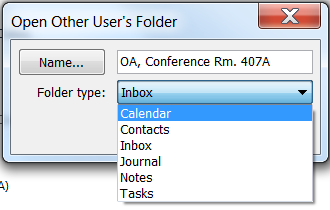 Open Other User's Folder
Name... OA, Conference Rm. 407A
Folder type: Inbox
Calendar
Contacts
Inbox
Journal
Notes
Tasks
A)